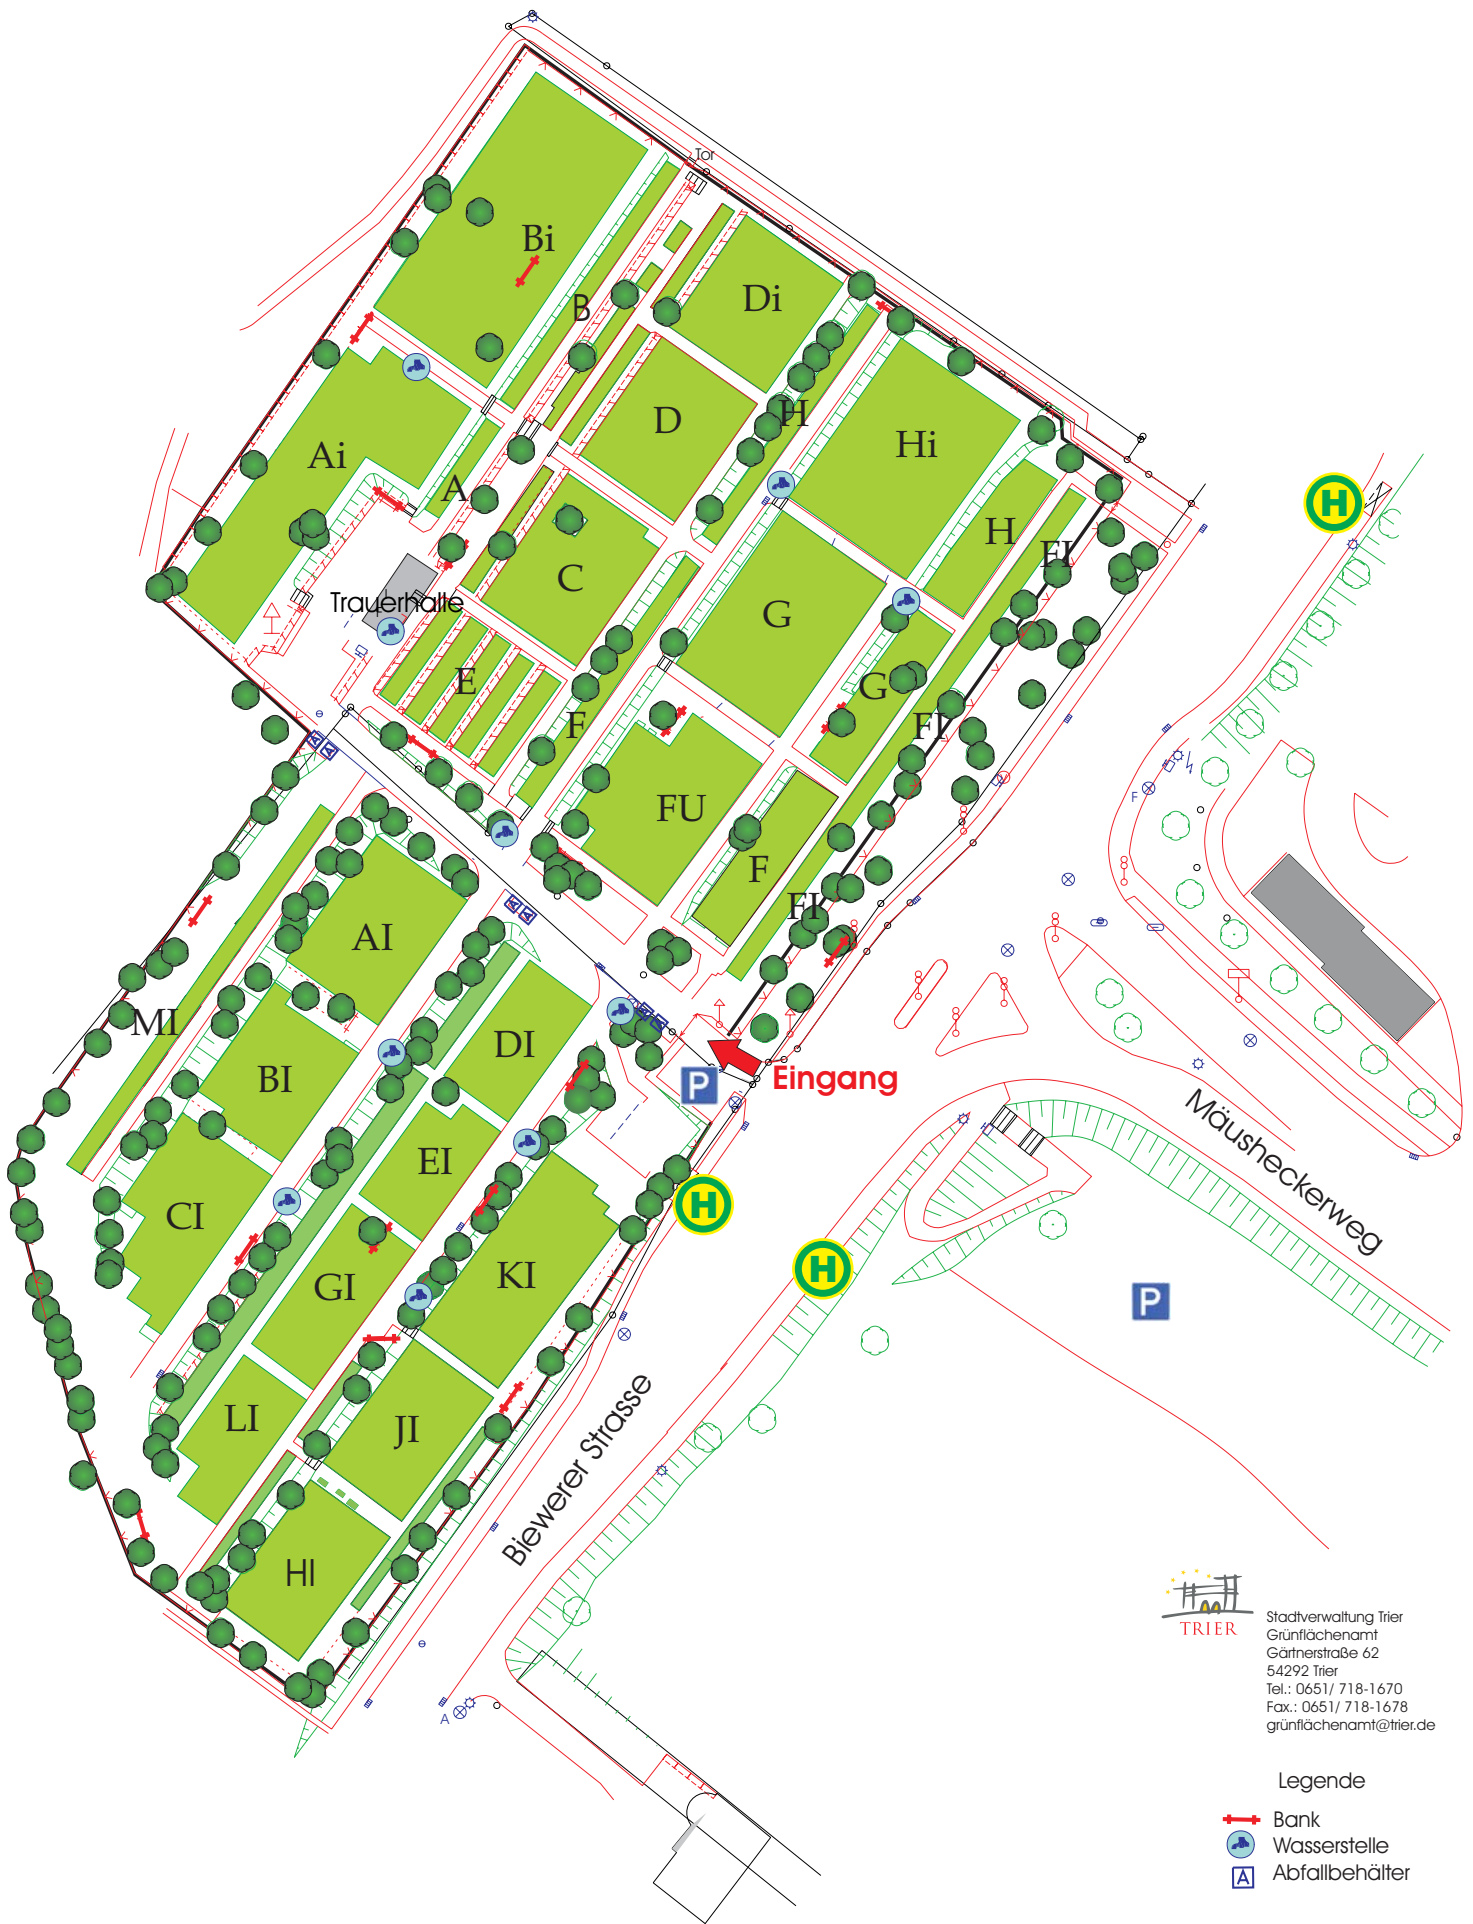 Tor
Bi
B
Di
D
H
Hi
Ai
A
H
FI
C
Trauerhalle
G
E
G
F
FI
FU
F
FI
A
A
F
AI
A
A
MI
DI
A
A
BI
Eingang
P
EI
CI
H
H
H
KI
GI
P
Mäusheckerweg
LI
JI
Biewerer Strasse
HI
A
TRIER
Stadtverwaltung Trier
Grünflächenamt
Gärtnerstraße 62
54292 Trier
Tel.: 0651/ 718-1670
Fax.: 0651/ 718-1678
grünflächenamt@trier.de
Legende
Bank
Wasserstelle
A Abfallbehälter